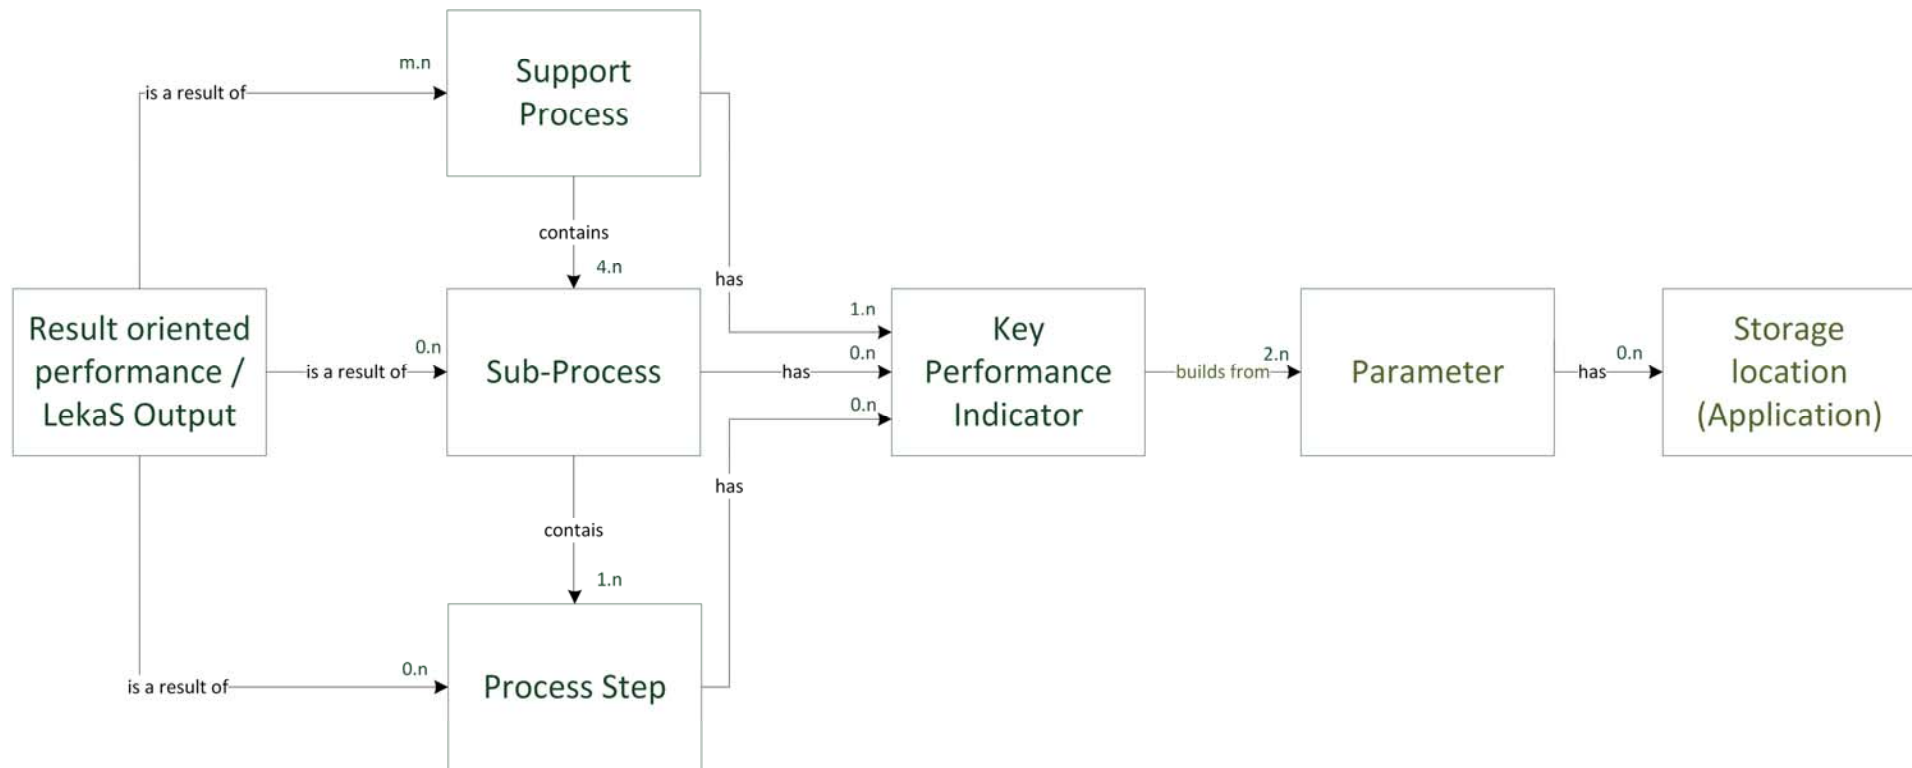 Support
Process
m.n
is a result of
contains
4.n
has
1.n
Result oriented
performance /
LekaS Output
is a result of
0.n
Sub-Process
has
0.n
0.n
Key
Performance
Indicator
builds from
2.n
Parameter
has
0.n
Storage
location
(Application)
contais
has
1.n
is a result of
0.n
Process Step